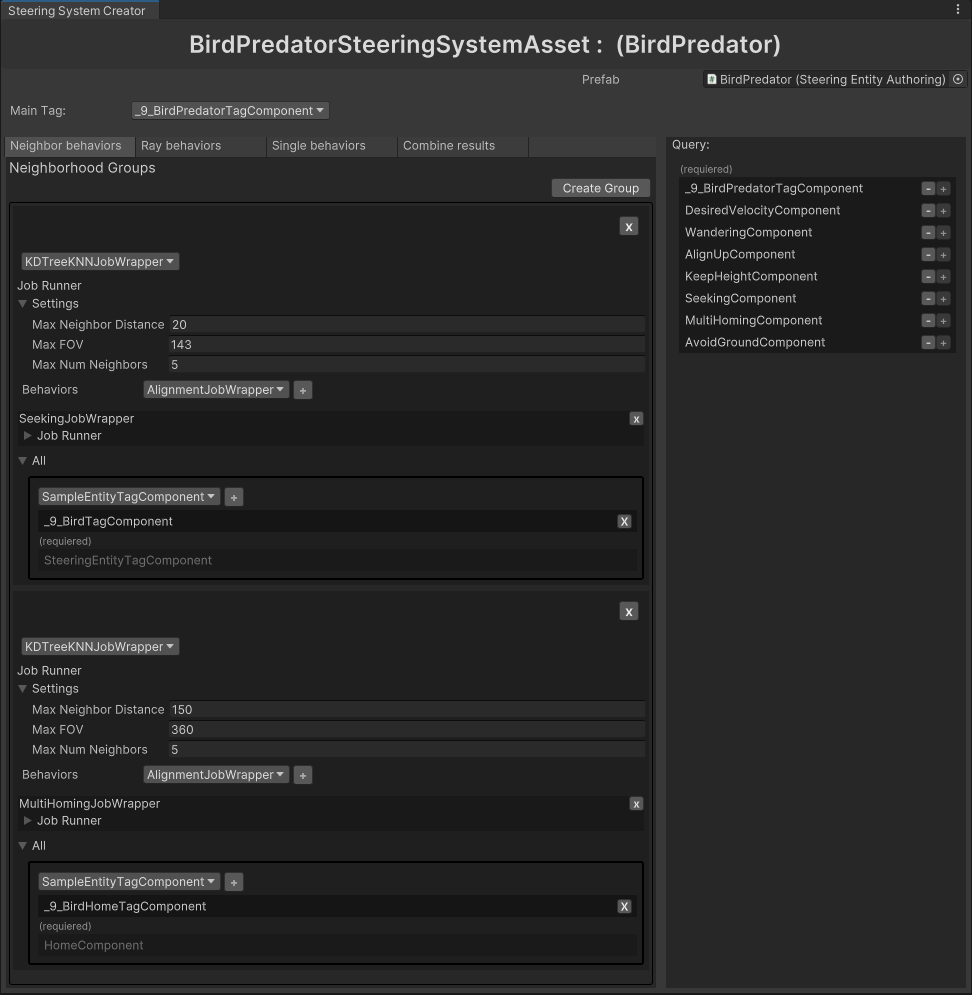 Steering System Creator
BirdPredatorSteeringSystemAsset : (BirdPredator)
Prefab
BirdPredator (Steering Entity Authoring)
Main Tag:
_9_BirdPredatorTagComponent
Neighbor behaviors
Ray behaviors
Single behaviors
Combine results
Neighborhood Groups
Create Group
X
KDTreeKNNJobWrapper
Job Runner
Settings
Max Neighbor Distance 20
Max FOV 143
Max Num Neighbors 5
Behaviors AlignmentJobWrapper +
SeekingJobWrapper x
Job Runner
All
SampleEntityTagComponent +
_9_BirdTagComponent X
(requiered)
SteeringEntityTagComponent
X
KDTreeKNNJobWrapper
Job Runner
Settings
Max Neighbor Distance 150
Max FOV 360
Max Num Neighbors 5
Behaviors AlignmentJobWrapper +
MultiHomingJobWrapper x
Job Runner
All
SampleEntityTagComponent +
_9_BirdHomeTagComponent X
(requiered)
HomeComponent
Query:
(requiered)
_9_BirdPredatorTagComponent - +
DesiredVelocityComponent - +
WanderingComponent - +
AlignUpComponent - +
KeepHeightComponent - +
SeekingComponent - +
MultiHomingComponent - +
AvoidGroundComponent - +